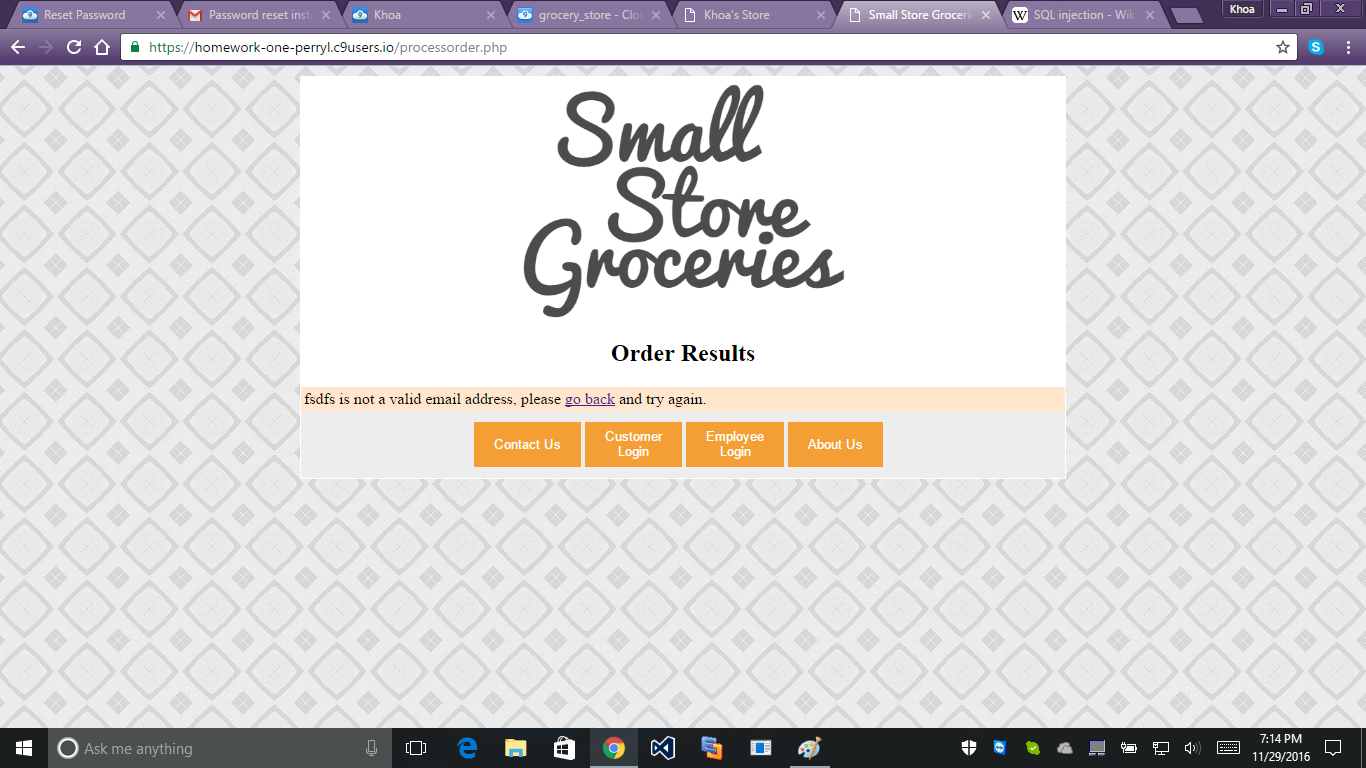 Reset Password
Password reset inst
Khoa
grocery_store - Clo
Khoa's Store
Small Store Groceri
SQL injection - Wik
Khoa
https://homework-one-perryl.c9users.io/processorder.php
Small
Store
Groceries
Order Results
fsdfs is not a valid email address, please go back and try again.
Contact Us
Customer
Login
Employee
Login
About Us
Ask me anything
7:14 PM
11/29/2016